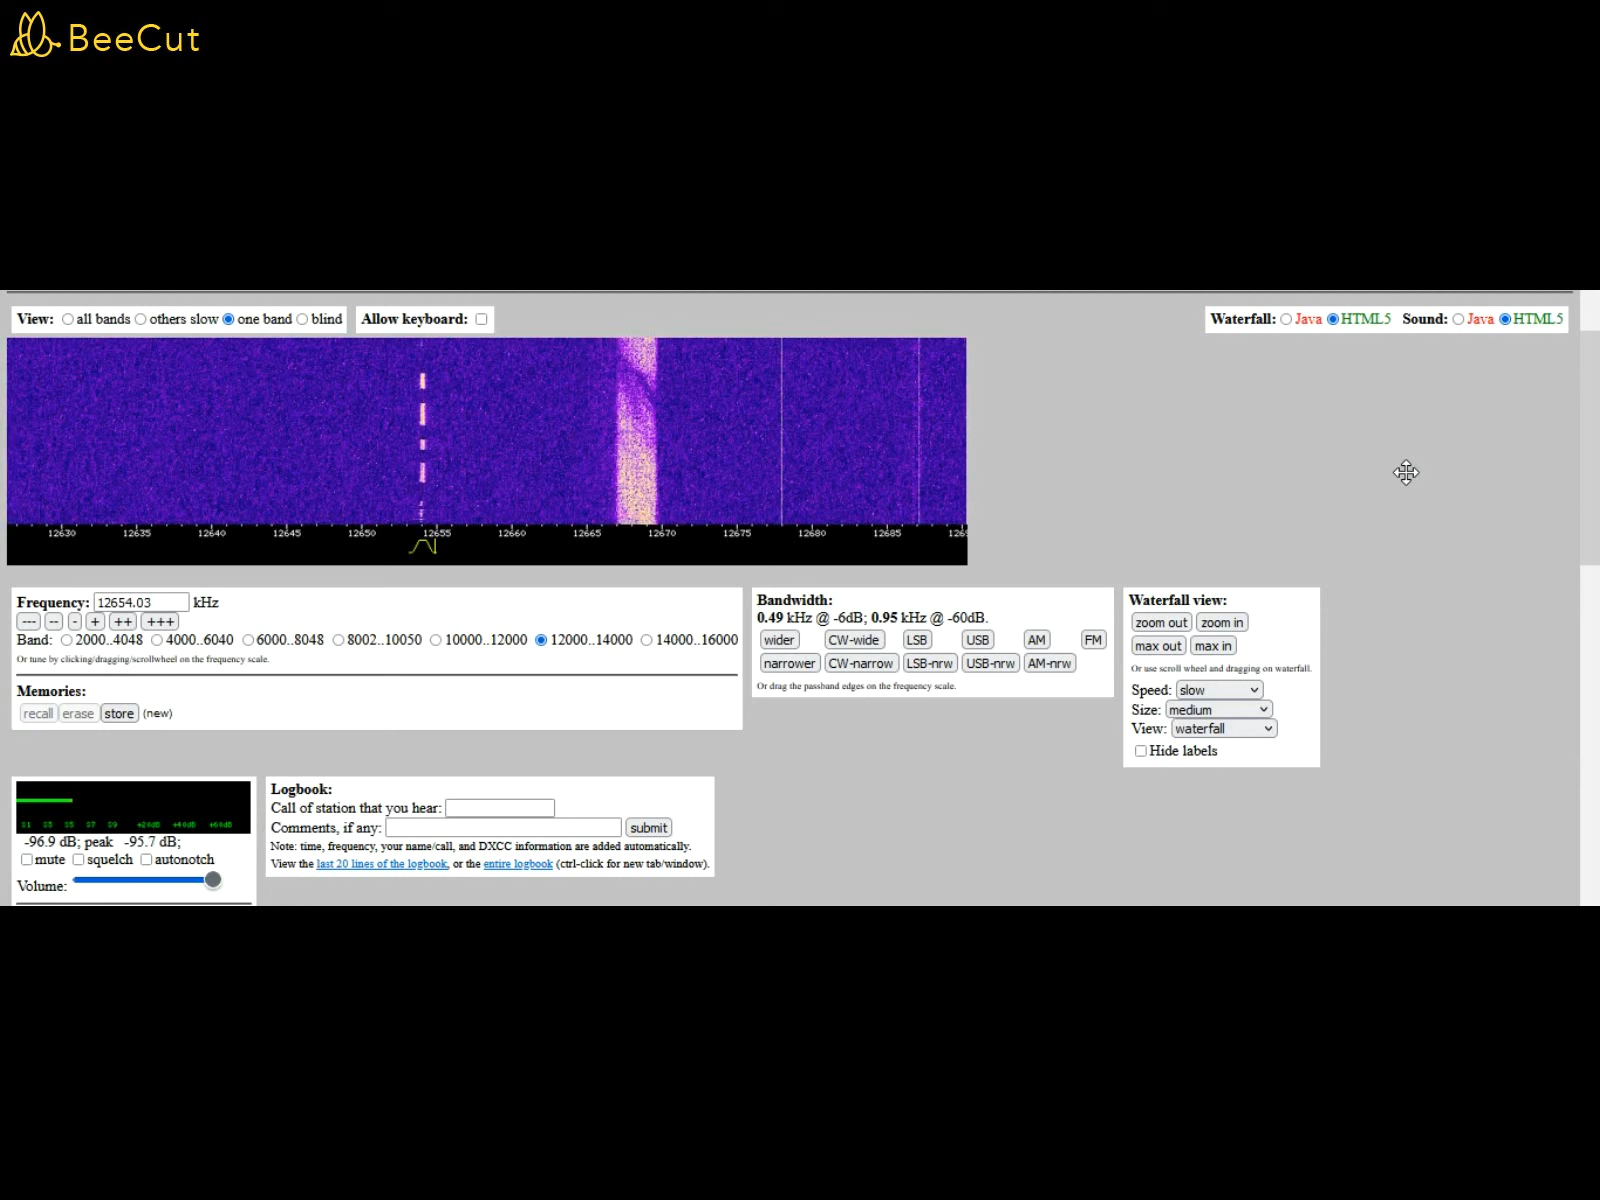 BeeCut
View: all bands others slow one band blind Allow keyboard: Waterfall: Java HTML5 Sound: Java HTML5
12630 12635 12640 12645 12650 12655 12660 12665 12670 12675 12680 12685
Frequency: 12654.03 kHz
--- -- - + ++ +++
Band: 2000..4048 4000..6040 6000..8048 8002..10050 10000..12000 12000..14000 14000..16000
Or tune by clicking/dragging/scrollwheel on the frequency scale.
Memories:
recall erase store (new)
Bandwidth:
0.49 kHz @ -6dB; 0.95 kHz @ -60dB.
wider CW-wide LSB USB AM FM
narrower CW-narrow LSB-nrw USB-nrw AM-nrw
Or drag the passband edges on the frequency scale.
Waterfall view:
zoom out zoom in
max out max in
Or use scroll wheel and dragging on waterfall.
Speed: slow
Size: medium
View: waterfall
Hide labels
S1 S3 S5 S7 S9 +20dB +40dB +60dB
-96.9 dB; peak -95.7 dB;
mute squelch autonotch
Volume:
Logbook:
Call of station that you hear:
Comments, if any: submit
Note: time, frequency, your name/call, and DXCC information are added automatically.
View the last 20 lines of the logbook, or the entire logbook (ctrl-click for new tab/window).